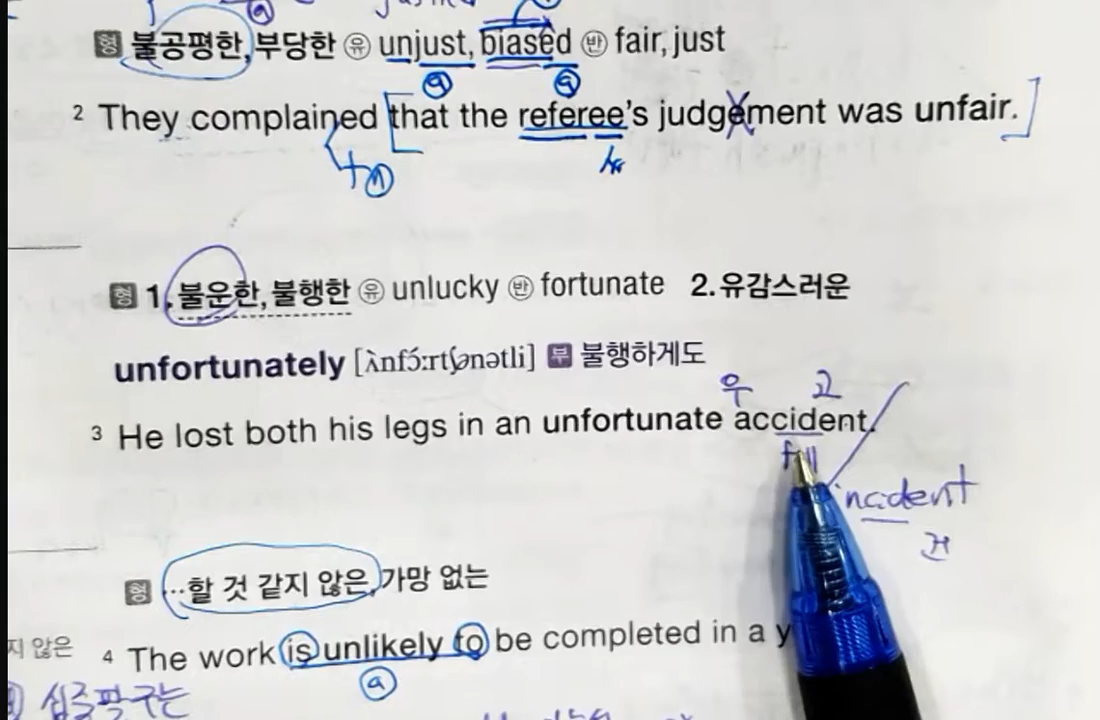 형 불공평한, 부당한 유 unjust, biased 반 fair, just
ⓐ ⓐ
2 They complained that the referee's judgement was unfair.
ⓝ
형 1. 불운한, 불행한 유 unlucky 반 fortunate 2. 유감스러운
unfortunately [ʌ̀nfɔ́ːrtʃənətli] 부 불행하게도
우 고
3 He lost both his legs in an unfortunate accident.
fall
incident
건
형 …할 것 같지 않은, 가망 없는
지 않은
4 The work is unlikely to be completed in a y
ⓐ